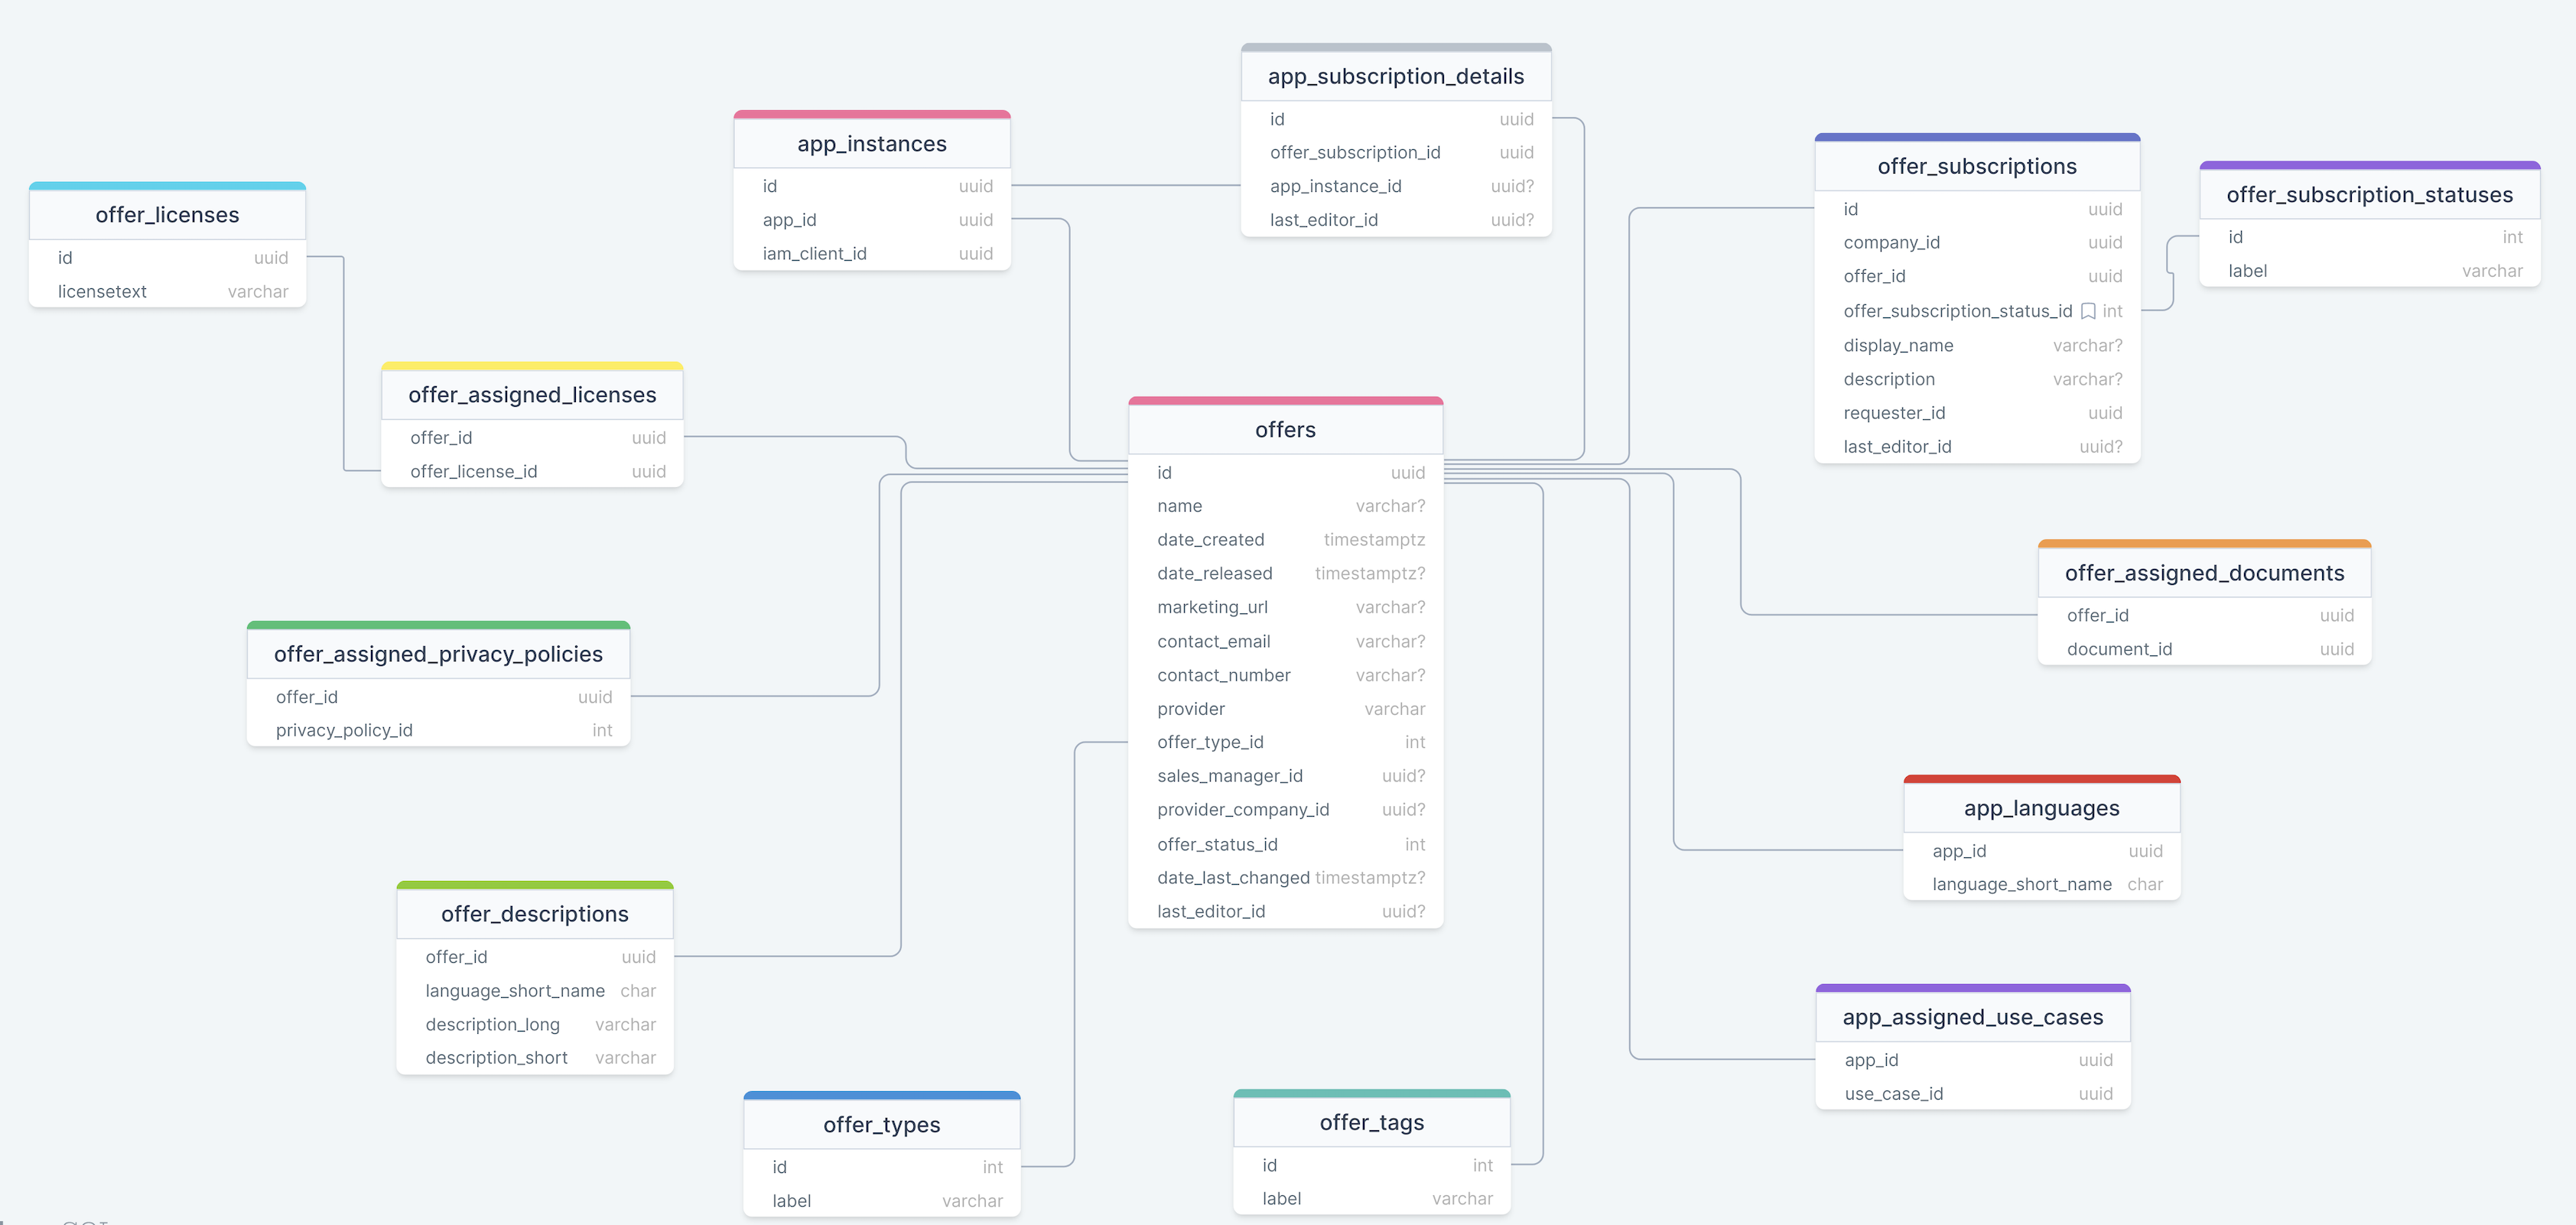 app_subscription_details
id uuid
offer_subscription_id uuid
app_instance_id uuid?
last_editor_id uuid?
app_instances
id uuid
app_id uuid
iam_client_id uuid
offer_subscriptions
id uuid
company_id uuid
offer_id uuid
offer_subscription_status_id int
display_name varchar?
description varchar?
requester_id uuid
last_editor_id uuid?
offer_subscription_statuses
id int
label varchar
offer_licenses
id uuid
licensetext varchar
offer_assigned_licenses
offer_id uuid
offer_license_id uuid
offers
id uuid
name varchar?
date_created timestamptz
date_released timestamptz?
marketing_url varchar?
contact_email varchar?
contact_number varchar?
provider varchar
offer_type_id int
sales_manager_id uuid?
provider_company_id uuid?
offer_status_id int
date_last_changed timestamptz?
last_editor_id uuid?
offer_assigned_documents
offer_id uuid
document_id uuid
offer_assigned_privacy_policies
offer_id uuid
privacy_policy_id int
app_languages
app_id uuid
language_short_name char
offer_descriptions
offer_id uuid
language_short_name char
description_long varchar
description_short varchar
app_assigned_use_cases
app_id uuid
use_case_id uuid
offer_types
id int
label varchar
offer_tags
id int
label varchar